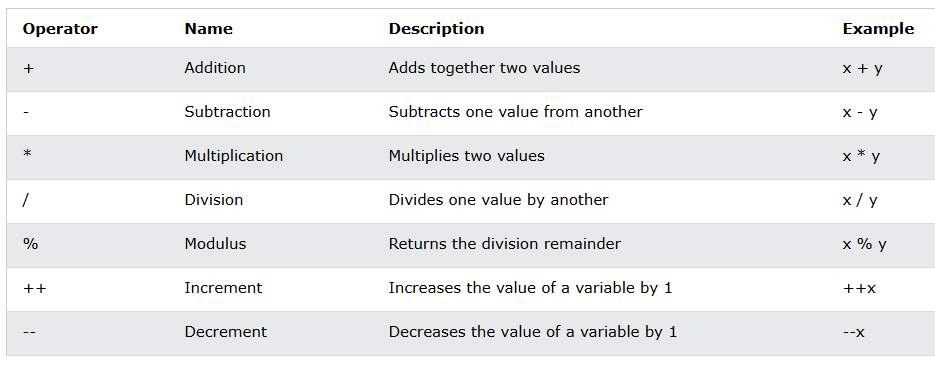 Operator Name Description Example
+ Addition Adds together two values x + y
- Subtraction Subtracts one value from another x - y
* Multiplication Multiplies two values x * y
/ Division Divides one value by another x / y
% Modulus Returns the division remainder x % y
++ Increment Increases the value of a variable by 1 ++x
-- Decrement Decreases the value of a variable by 1 --x